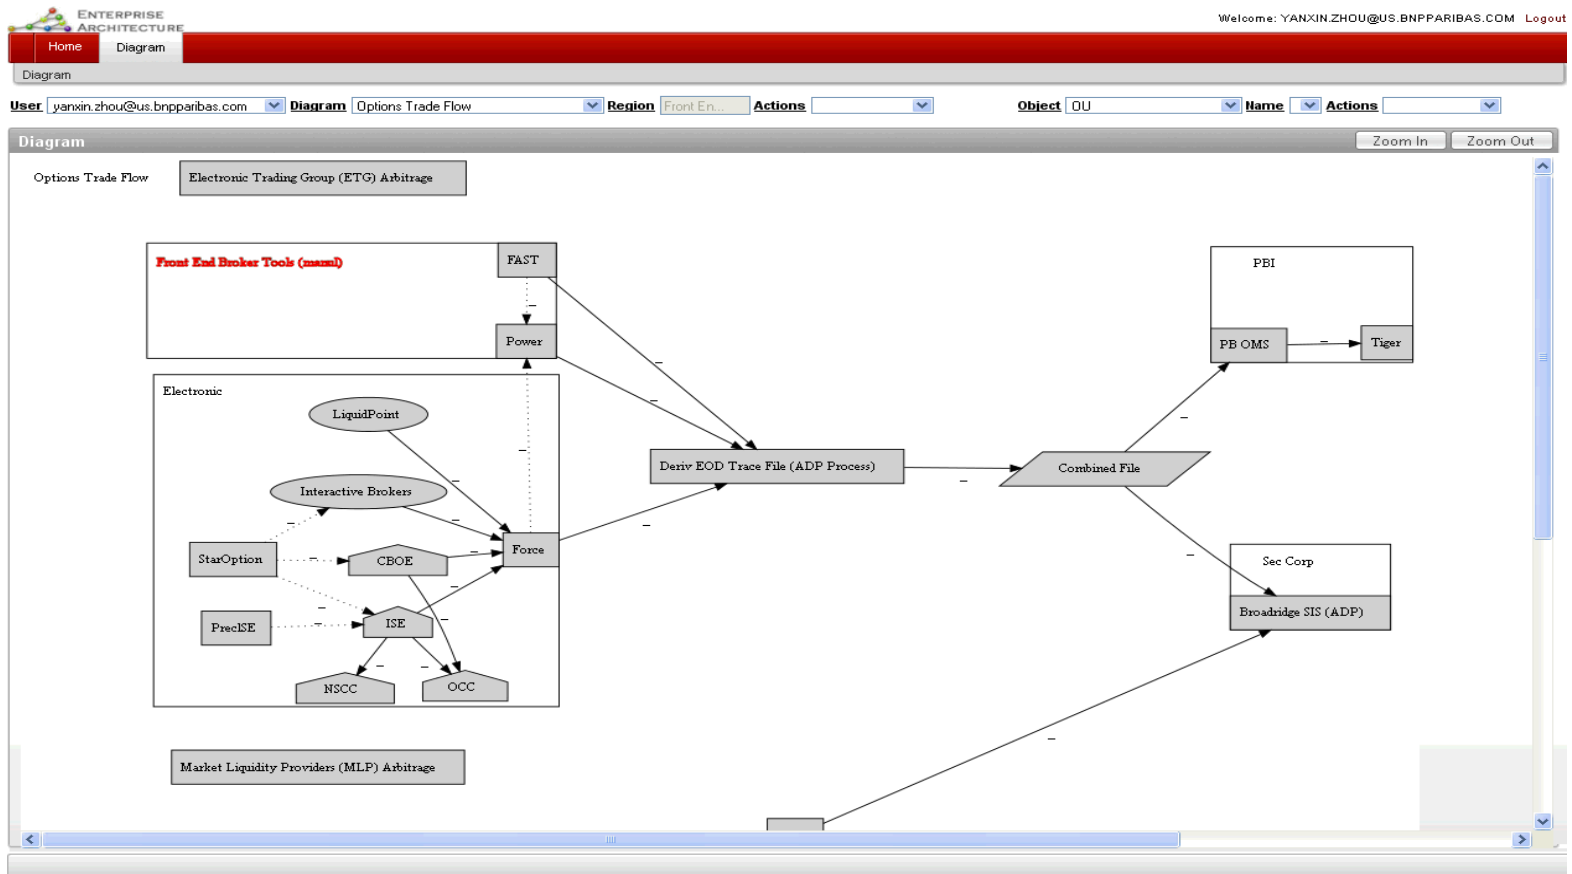 ENTERPRISE
ARCHITECTURE
Welcome: YANXIN.ZHOU@US.BNPPARIBAS.COM Logout
Home Diagram
Diagram
User yanxin.zhou@us.bnpparibas.com Diagram Options Trade Flow Region Front En... Actions Object OU Name Actions
Diagram Zoom In Zoom Out
Options Trade Flow Electronic Trading Group (ETG) Arbitrage
Front End Broker Tools (manul) FAST
PBI
Power
PB OMS Tiger
Electronic
LiquidPoint
Deriv EOD Trace File (ADP Process) Combined File
Interactive Brokers
Force
StarOption CBOE Sec Corp
Broadridge SIS (ADP)
PrecISE ISE
NSCC OCC
Market Liquidity Providers (MLP) Arbitrage